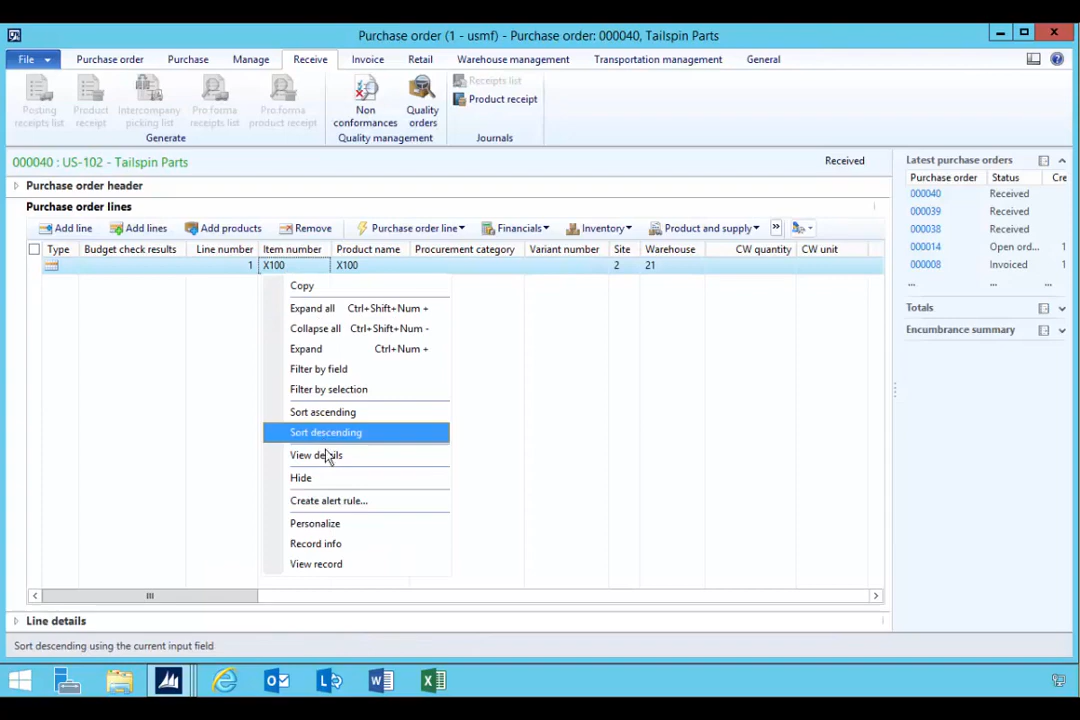 Purchase order (1 - usmf) - Purchase order: 000040, Tailspin Parts
File Purchase order Purchase Manage Receive Invoice Retail Warehouse management Transportation management General
Posting receipts list
Product receipt
Intercompany picking list
Pro forma receipts list
Pro forma product receipt
Generate
Non conformances
Quality orders
Quality management
Receipts list
Product receipt
Journals
000040 : US-102 - Tailspin Parts Received
Purchase order header
Purchase order lines
Add line Add lines Add products Remove Purchase order line Financials Inventory Product and supply »
Type Budget check results Line number Item number Product name Procurement category Variant number Site Warehouse CW quantity CW unit
1 X100 X100 2 21
Copy
Expand all Ctrl+Shift+Num +
Collapse all Ctrl+Shift+Num -
Expand Ctrl+Num +
Filter by field
Filter by selection
Sort ascending
Sort descending
View details
Hide
Create alert rule...
Personalize
Record info
View record
Line details
Sort descending using the current input field
Latest purchase orders
Purchase order Status Cre
000040 Received
000039 Received
000038 Received
000014 Open ord... 1
000008 Invoiced 1
... ... ...
Totals
Encumbrance summary